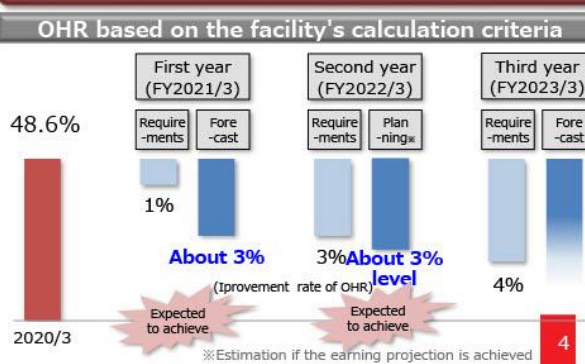 OHR based on the facility's calculation criteria
First year
(FY2021/3)
Second year
(FY2022/3)
Third year
(FY2023/3)
48.6%
Require
-ments
Fore
-cast
Require
-ments
Plan
-ning※
Require
-ments
Fore
-cast
1%
About 3%
3%
About 3%
level
4%
(Iprovement rate of OHR)
Expected
to achieve
Expected
to achieve
2020/3
※Estimation if the earning projection is achieved
4